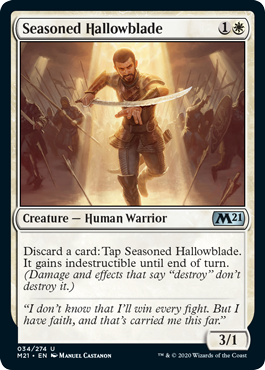 Seasoned Hallowblade 1
Creature — Human Warrior M21
Discard a card: Tap Seasoned Hallowblade.
It gains indestructible until end of turn.
(Damage and effects that say “destroy” don’t
destroy it.)
“I don’t know that I’ll win every fight. But I
have faith, and that’s carried me this far.”
3/1
034/274 U
M21 • EN Manuel Castañón ™ & © 2020 Wizards of the Coast